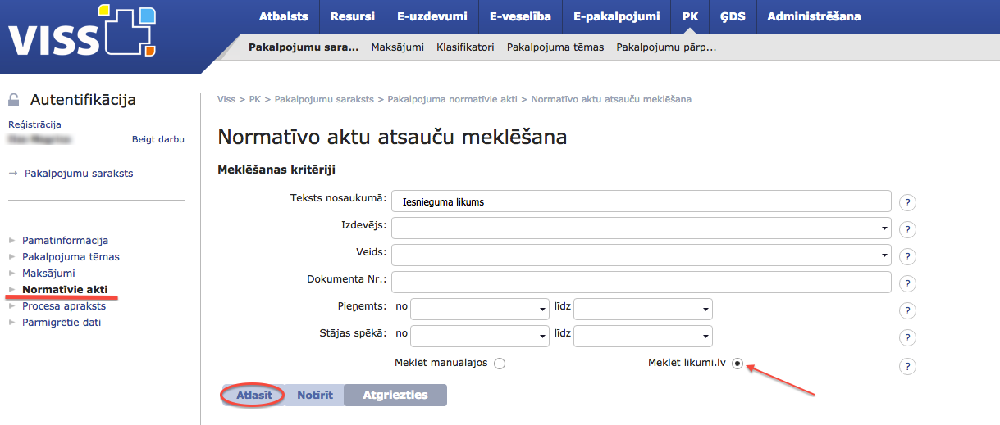 VISS
Atbalsts Resursi E-uzdevumi E-veselība E-pakalpojumi PK ĢDS Administrēšana
Pakalpojumu sara... Maksājumi Klasifikatori Pakalpojuma tēmas Pakalpojumu pārp...
Autentifikācija
Reģistrācija
Beigt darbu
→ Pakalpojumu saraksts
Pamatinformācija
Pakalpojuma tēmas
Maksājumi
Normatīvie akti
Procesa apraksts
Pārmigrētie dati
Viss > PK > Pakalpojumu saraksts > Pakalpojuma normatīvie akti > Normatīvo aktu atsauču meklēšana
Normatīvo aktu atsauču meklēšana
Meklēšanas kritēriji
Teksts nosaukumā: Iesnieguma likums ?
Izdevējs: ?
Veids: ?
Dokumenta Nr.: ?
Pieņemts: no līdz ?
Stājas spēkā: no līdz ?
Meklēt manuālajos Meklēt likumi.lv ?
Atlasīt Notīrīt Atgriezties